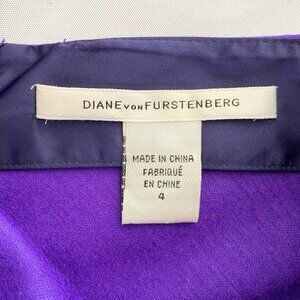 DIANE VON FURSTENBERG
MADE IN CHINA
FABRIQUÉ
EN CHINE
4